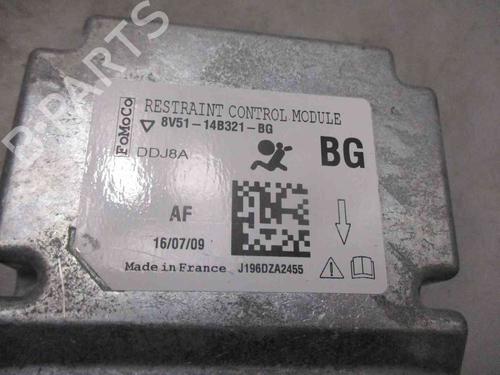 B-PARTS
FoMoCo
RESTRAINT CONTROL MODULE
8V51-14B321-BG
DDJ8A
BG
AF
16/07/09
Made in France J196DZA2455